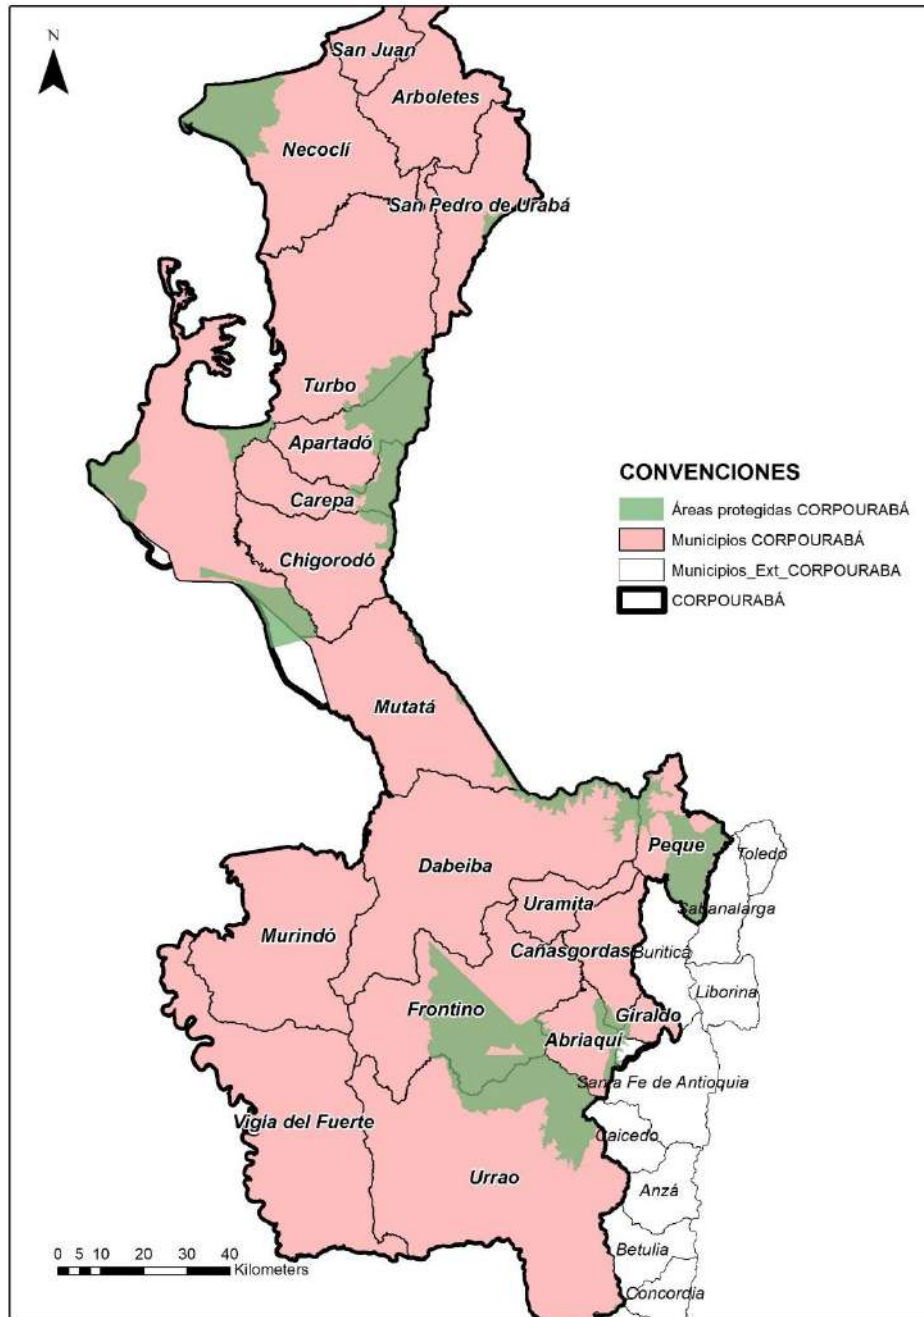 N
San Juan
Arboletes
Necoclí
San Pedro de Urabá
Turbo
Apartadó
Carepa
Chigorodó
CONVENCIONES
Áreas protegidas CORPOURABÁ
Municipios CORPOURABÁ
Municipios_Ext_CORPOURABA
CORPOURABÁ
Mutatá
Peque
Toledo
Dabeiba
Uramita
Sabanalarga
Murindó
Cañasgordas
Buriticá
Liborina
Frontino
Giraldo
Abriaquí
Santa Fe de Antioquia
Vigía del Fuerte
Caicedo
Urrao
Anzá
Betulia
0 5 10 20 30 40
Kilometers
Concordia